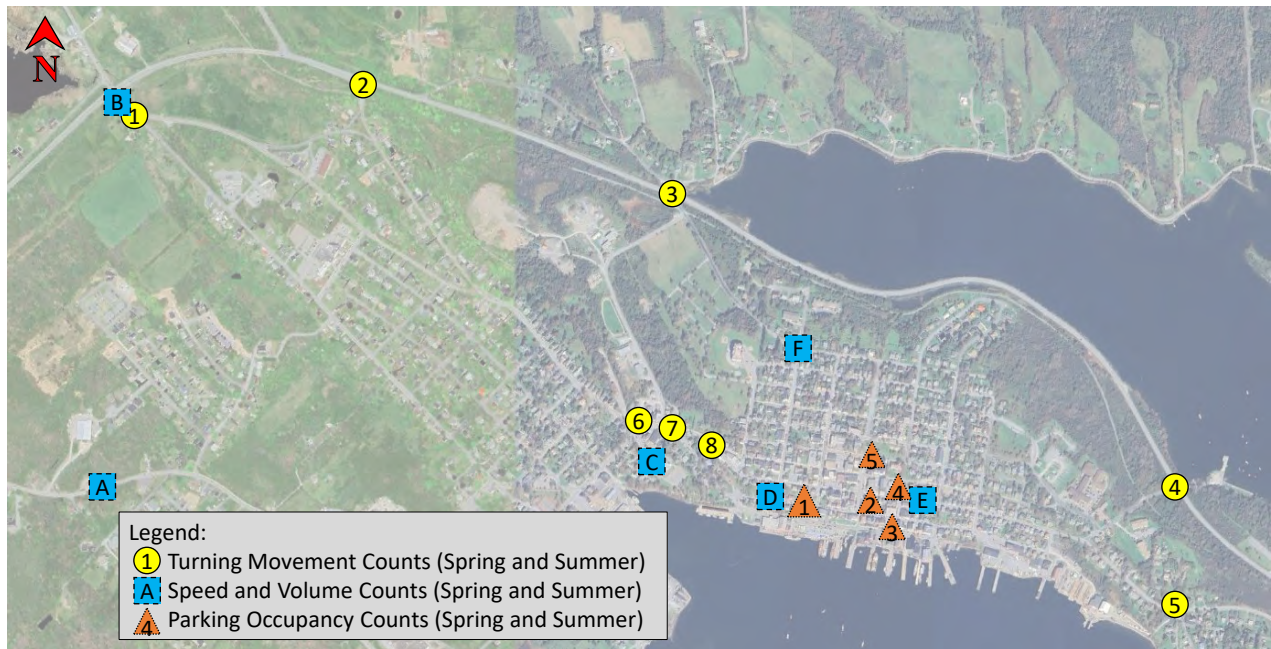 N
B
1
2
3
F
6
7
8
C
A
D
1
5
4
2
E
3
4
5
Legend:
1 Turning Movement Counts (Spring and Summer)
A Speed and Volume Counts (Spring and Summer)
4 Parking Occupancy Counts (Spring and Summer)